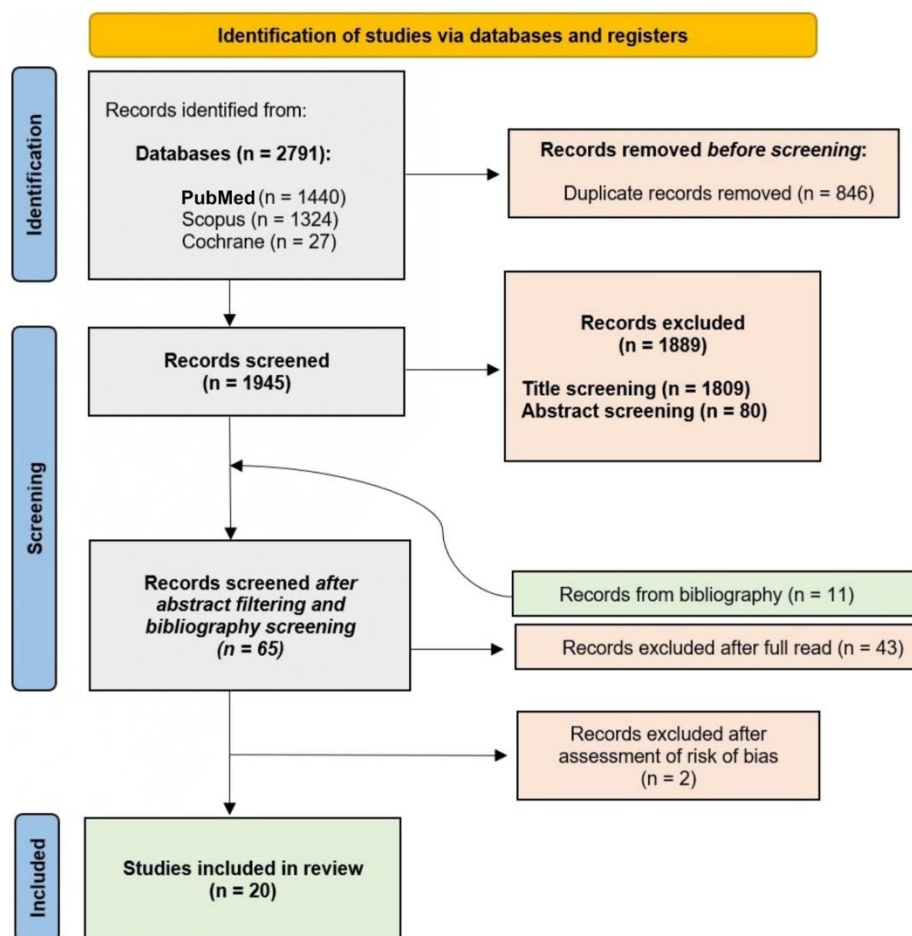 Identification of studies via databases and registers
Identification
Records identified from:
Databases (n = 2791):
PubMed (n = 1440)
Scopus (n = 1324)
Cochrane (n = 27)
Records removed before screening:
Duplicate records removed (n = 846)
Screening
Records screened
(n = 1945)
Records excluded
(n = 1889)
Title screening (n = 1809)
Abstract screening (n = 80)
Records screened after
abstract filtering and
bibliography screening
(n = 65)
Records from bibliography (n = 11)
Records excluded after full read (n = 43)
Records excluded after
assessment of risk of bias
(n = 2)
Included
Studies included in review
(n = 20)